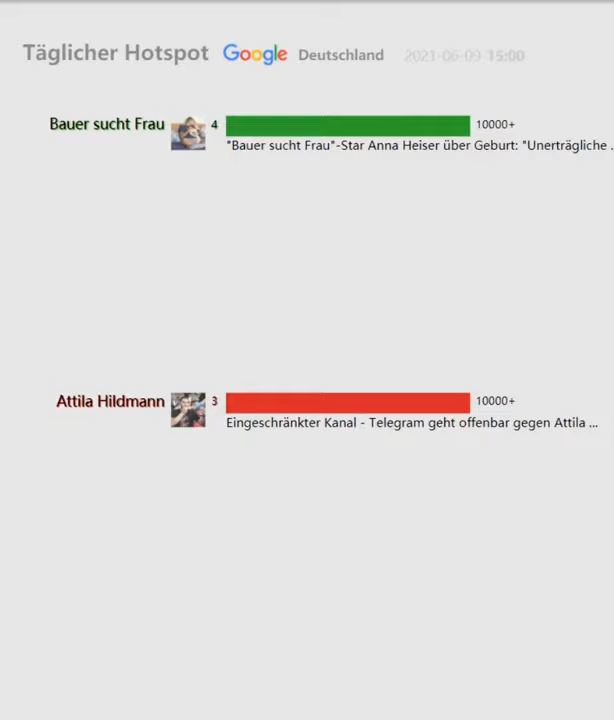 Täglicher Hotspot Google Deutschland 2021-06-09 15:00
Bauer sucht Frau 4 10000+
"Bauer sucht Frau"-Star Anna Heiser über Geburt: "Unerträgliche .
Attila Hildmann 3 10000+
Eingeschränkter Kanal - Telegram geht offenbar gegen Attila ...